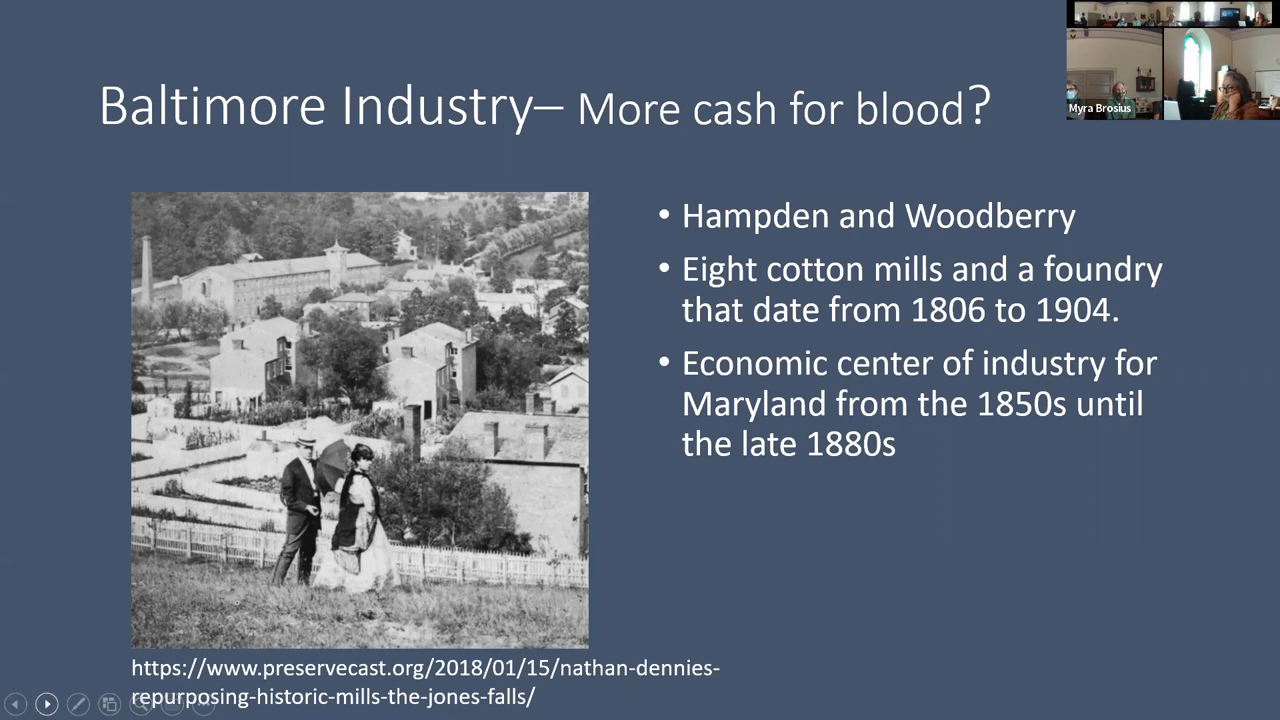 Baltimore Industry– More cash for blood?
Myra Brosius
• Hampden and Woodberry
• Eight cotton mills and a foundry
that date from 1806 to 1904.
• Economic center of industry for
Maryland from the 1850s until
the late 1880s
https://www.preservecast.org/2018/01/15/nathan-dennies-
repurposing-historic-mills-the-jones-falls/